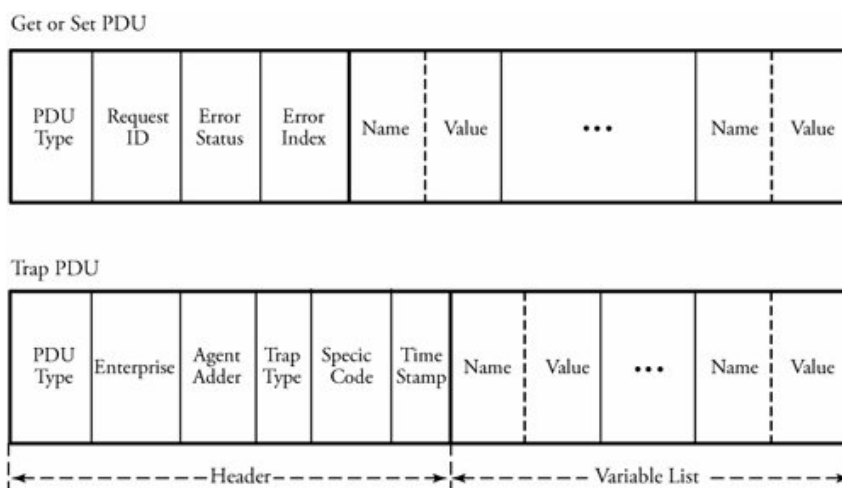 Get or Set PDU
PDU Type Request ID Error Status Error Index Name Value ••• Name Value
Trap PDU
PDU Type Enterprise Agent Adder Trap Type Specic Code Time Stamp Name Value ••• Name Value
Header Variable List